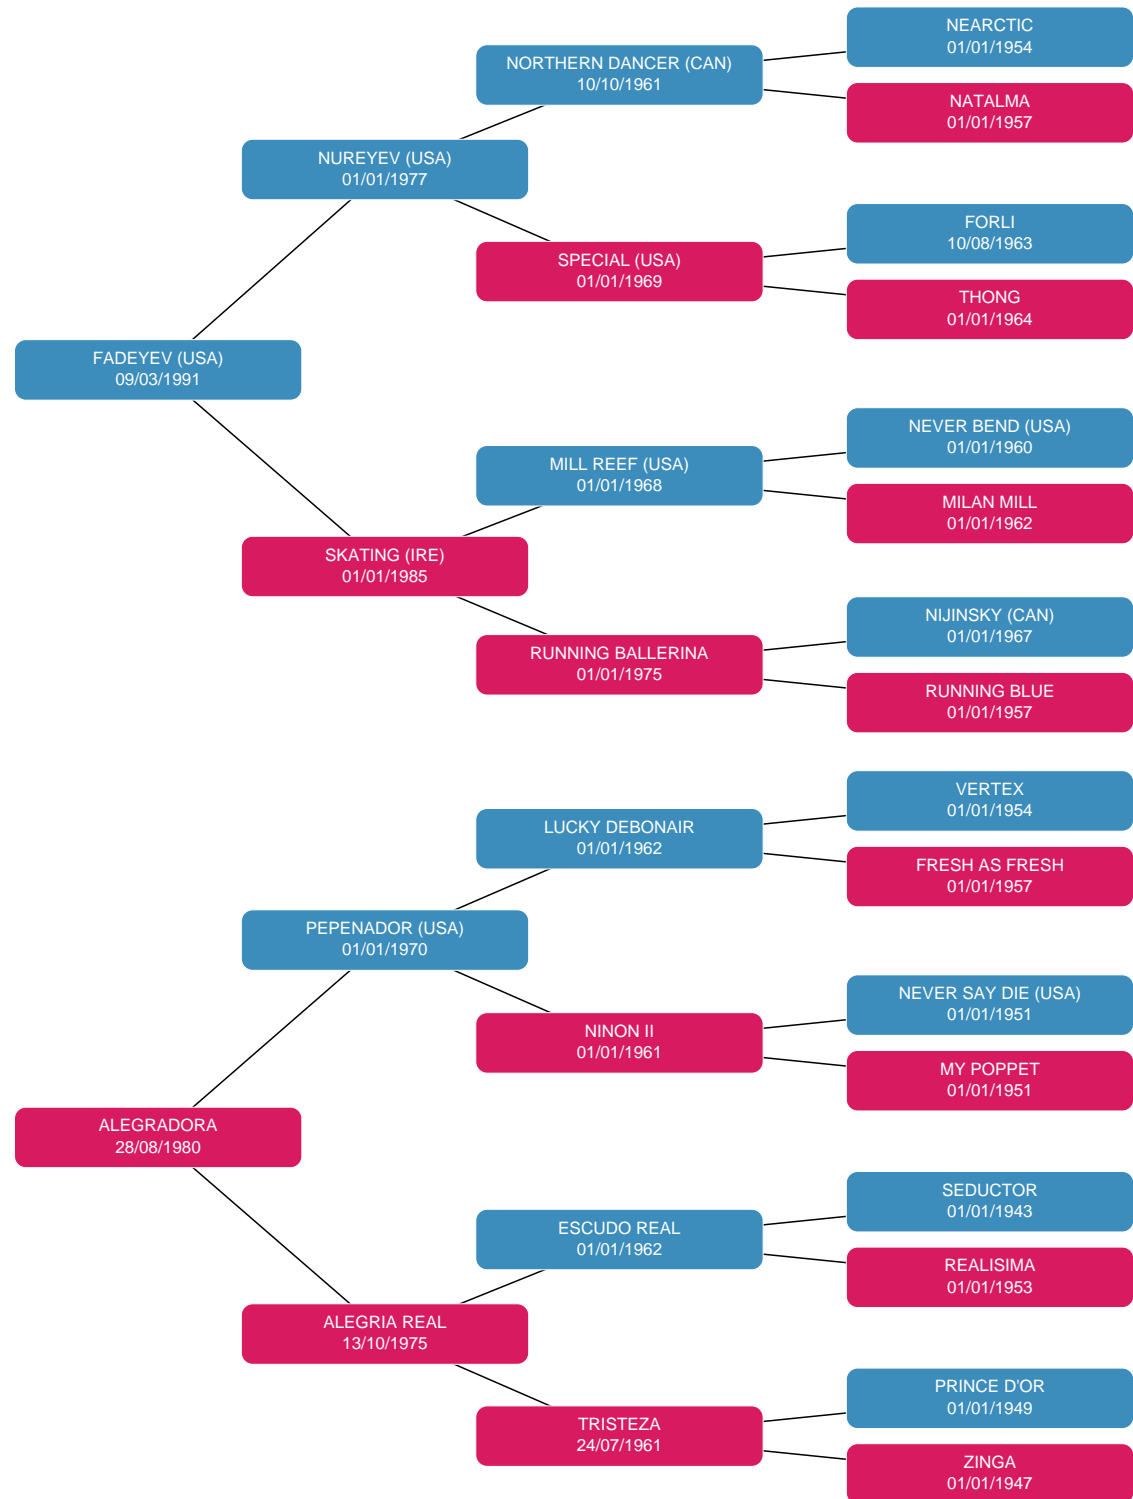 NEARCTIC
01/01/1954
NORTHERN DANCER (CAN)
10/10/1961
NATALMA
01/01/1957
NUREYEV (USA)
01/01/1977
FORLI
10/08/1963
SPECIAL (USA)
01/01/1969
THONG
01/01/1964
FADEYEV (USA)
09/03/1991
NEVER BEND (USA)
01/01/1960
MILL REEF (USA)
01/01/1968
MILAN MILL
01/01/1962
SKATING (IRE)
01/01/1985
NIJINSKY (CAN)
01/01/1967
RUNNING BALLERINA
01/01/1975
RUNNING BLUE
01/01/1957
VERTEX
01/01/1954
LUCKY DEBONAIR
01/01/1962
FRESH AS FRESH
01/01/1957
PEPENADOR (USA)
01/01/1970
NEVER SAY DIE (USA)
01/01/1951
NINON II
01/01/1961
MY POPPET
01/01/1951
ALEGRADORA
28/08/1980
SEDUCTOR
01/01/1943
ESCUDO REAL
01/01/1962
REALISIMA
01/01/1953
ALEGRIA REAL
13/10/1975
PRINCE D'OR
01/01/1949
TRISTEZA
24/07/1961
ZINGA
01/01/1947